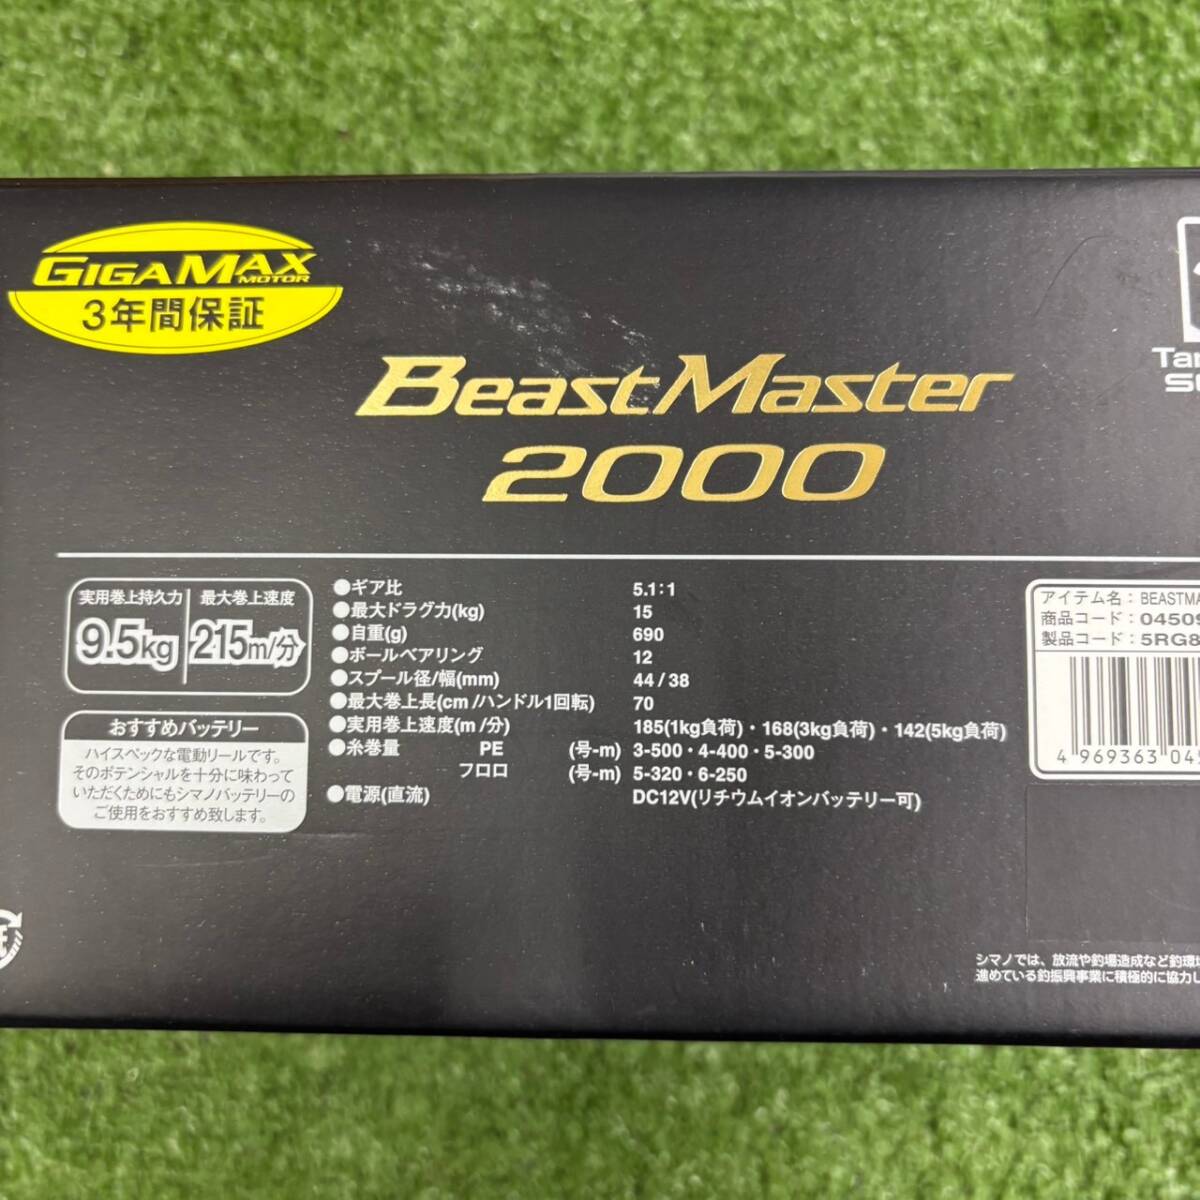 GIGAMAX
MOTOR
3年間保証
BeastMaster
2000
実用巻上持久力
9.5kg
最大巻上速度
215m/分
おすすめバッテリー
ハイスペックな電動リールです。
そのポテンシャルを十分に味わって
いただくためにもシマノバッテリーの
ご使用をおすすめ致します。
●ギア比 5.1:1
●最大ドラグ力(kg) 15
●自重(g) 690
●ボールベアリング 12
●スプール径/幅(mm) 44/38
●最大巻上長(cm/ハンドル1回転) 70
●実用巻上速度(m/分) 185(1kg負荷)・168(3kg負荷)・142(5kg負荷)
●糸巻量 PE (号-m) 3-500・4-400・5-300
フロロ (号-m) 5-320・6-250
●電源(直流) DC12V(リチウムイオンバッテリー可)
アイテム名: BEASTMA
商品コード: 04509
製品コード: 5RG8
4 969363 04
シマノでは、放流や釣場造成など釣環
進めている釣振興事業に積極的に協力し